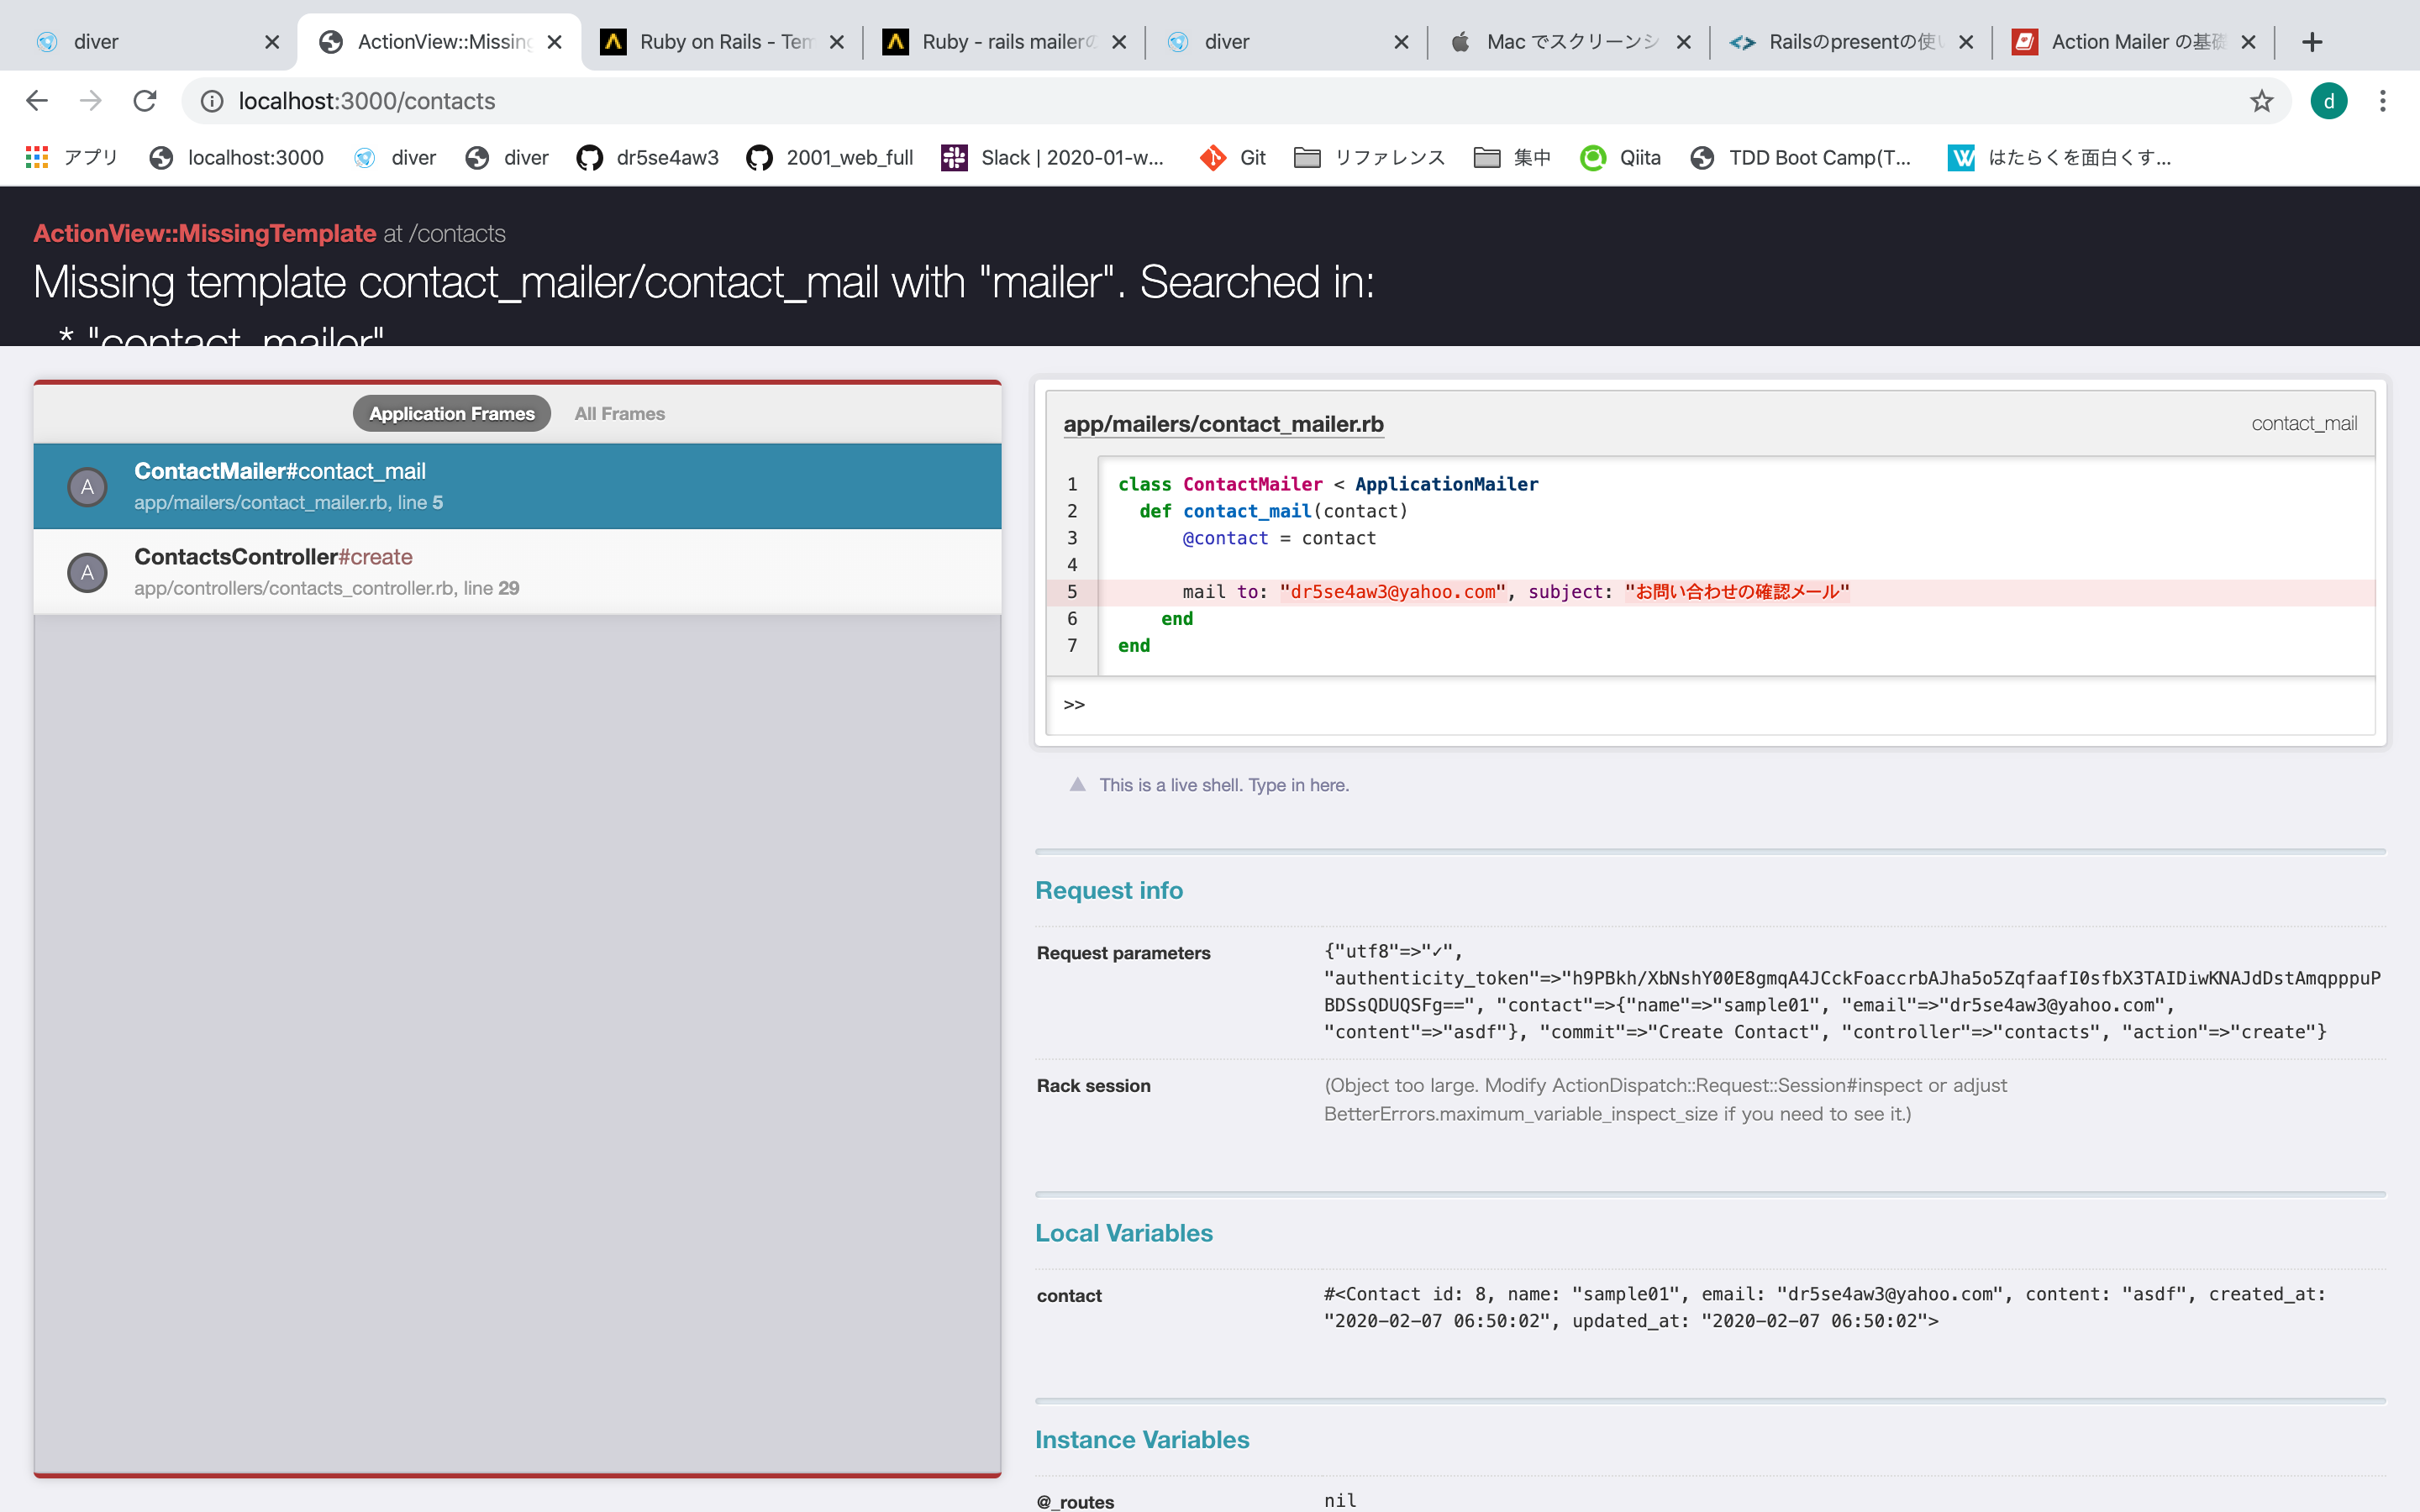 diver
ActionView::Missing
Ruby on Rails - Tem
Ruby - rails mailerの
diver
Mac でスクリーンシ
Railsのpresentの使い
Action Mailer の基礎
localhost:3000/contacts
d
アプリ
localhost:3000
diver
diver
dr5se4aw3
2001_web_full
Slack | 2020-01-w...
Git
リファレンス
集中
Qiita
TDD Boot Camp(T...
はたらくを面白くす...
ActionView::MissingTemplate at /contacts
Missing template contact_mailer/contact_mail with "mailer". Searched in:
* "contact_mailer"
Application Frames
All Frames
A
ContactMailer#contact_mail
app/mailers/contact_mailer.rb, line 5
A
ContactsController#create
app/controllers/contacts_controller.rb, line 29
app/mailers/contact_mailer.rb
contact_mail
1 class ContactMailer < ApplicationMailer
2 def contact_mail(contact)
3 @contact = contact
4
5 mail to: "dr5se4aw3@yahoo.com", subject: "お問い合わせの確認メール"
6 end
7 end
>>
This is a live shell. Type in here.
Request info
Request parameters
{"utf8"=>"✓",
"authenticity_token"=>"h9PBkh/XbNshY00E8gmqA4JCckFoaccrbAJha5o5ZqfaafI0sfbX3TAIDiwKNAJdDstAmqpppuP
BDSsQDUQSFg==", "contact"=>{"name"=>"sample01", "email"=>"dr5se4aw3@yahoo.com",
"content"=>"asdf"}, "commit"=>"Create Contact", "controller"=>"contacts", "action"=>"create"}
Rack session
(Object too large. Modify ActionDispatch::Request::Session#inspect or adjust
BetterErrors.maximum_variable_inspect_size if you need to see it.)
Local Variables
contact
#<Contact id: 8, name: "sample01", email: "dr5se4aw3@yahoo.com", content: "asdf", created_at:
"2020-02-07 06:50:02", updated_at: "2020-02-07 06:50:02">
Instance Variables
@_routes
nil